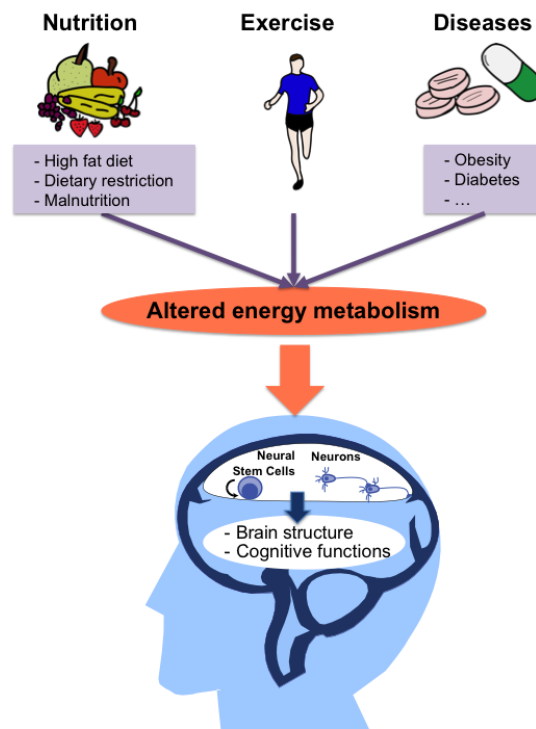 Nutrition
Exercise
Diseases
- High fat diet
- Dietary restriction
- Malnutrition
- Obesity
- Diabetes
- ...
Altered energy metabolism
Neural
Stem Cells
Neurons
- Brain structure
- Cognitive functions